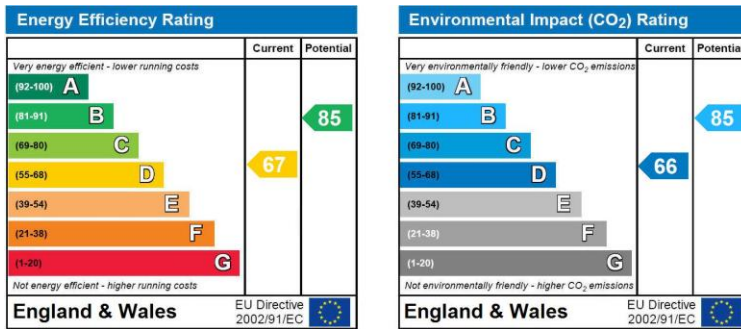 Energy Efficiency Rating
Current Potential
Very energy efficient - lower running costs
(92-100) A
(81-91) B
85
(69-80) C
(55-68) D
67
(39-54) E
(21-38) F
(1-20) G
Not energy efficient - higher running costs
England & Wales
EU Directive
2002/91/EC
Environmental Impact (CO₂) Rating
Current Potential
Very environmentally friendly - lower CO₂ emissions
(92-100) A
(81-91) B
85
(69-80) C
(55-68) D
66
(39-54) E
(21-38) F
(1-20) G
Not environmentally friendly - higher CO₂ emissions
England & Wales
EU Directive
2002/91/EC